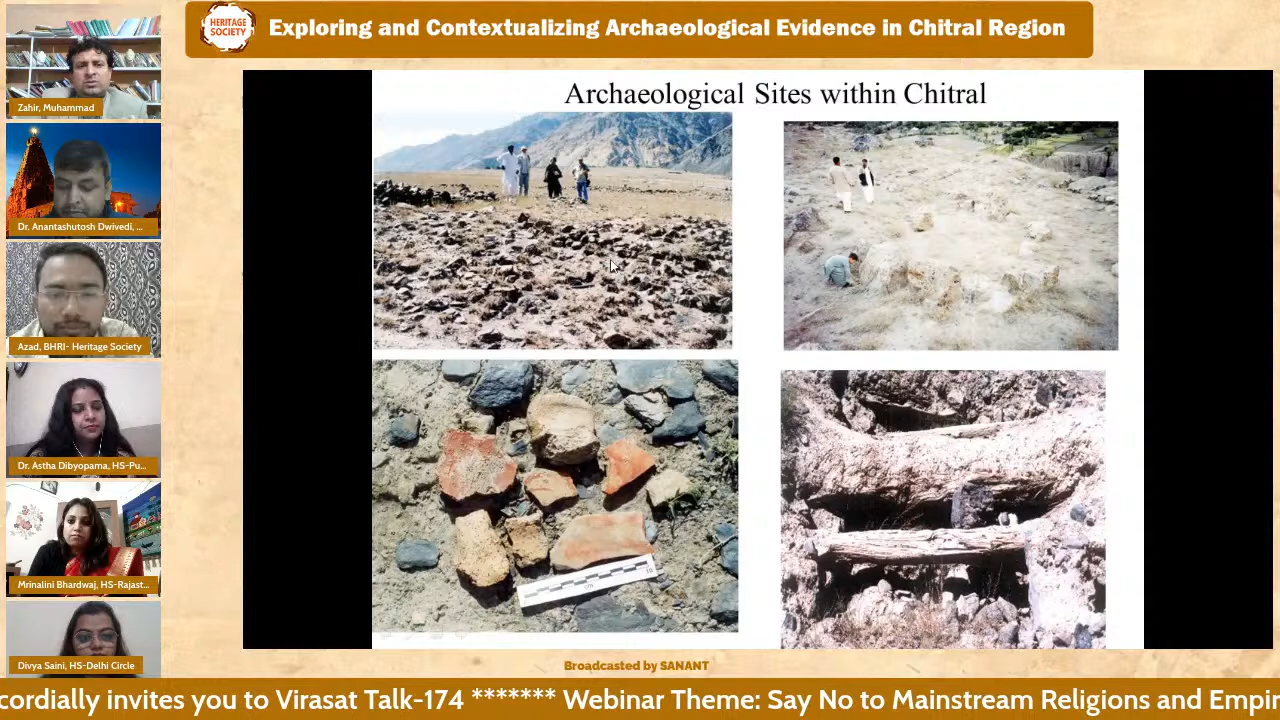 HERITAGE
SOCIETY
Exploring and Contextualizing Archaeological Evidence in Chitral Region
Zahir, Muhammad
Dr. Anantashutosh Dwivedi, ...
Azad, BHRI- Heritage Society
Dr. Astha Dibyopama, HS-Pu...
Mrinalini Bhardwaj, HS-Rajast...
Divya Saini, HS-Delhi Circle
Archaeological Sites within Chitral
Broadcasted by SANANT
cordially invites you to Virasat Talk-174 ******* Webinar Theme: Say No to Mainstream Religions and Empir